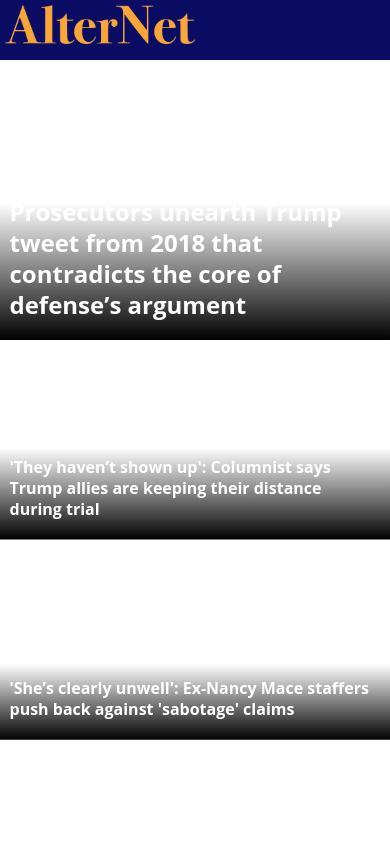 AlterNet
Prosecutors unearth Trump
tweet from 2018 that
contradicts the core of
defense’s argument
'They haven’t shown up': Columnist says
Trump allies are keeping their distance
during trial
'She’s clearly unwell': Ex-Nancy Mace staffers
push back against 'sabotage' claims